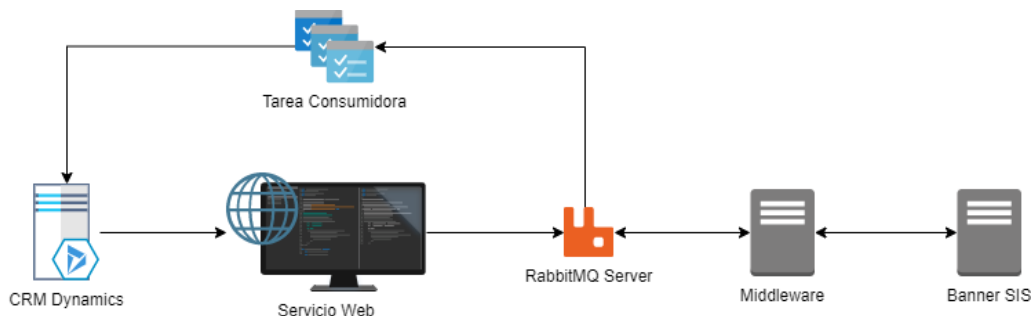 Tarea Consumidora
CRM Dynamics
Servicio Web
RabbitMQ Server
Middleware
Banner SIS